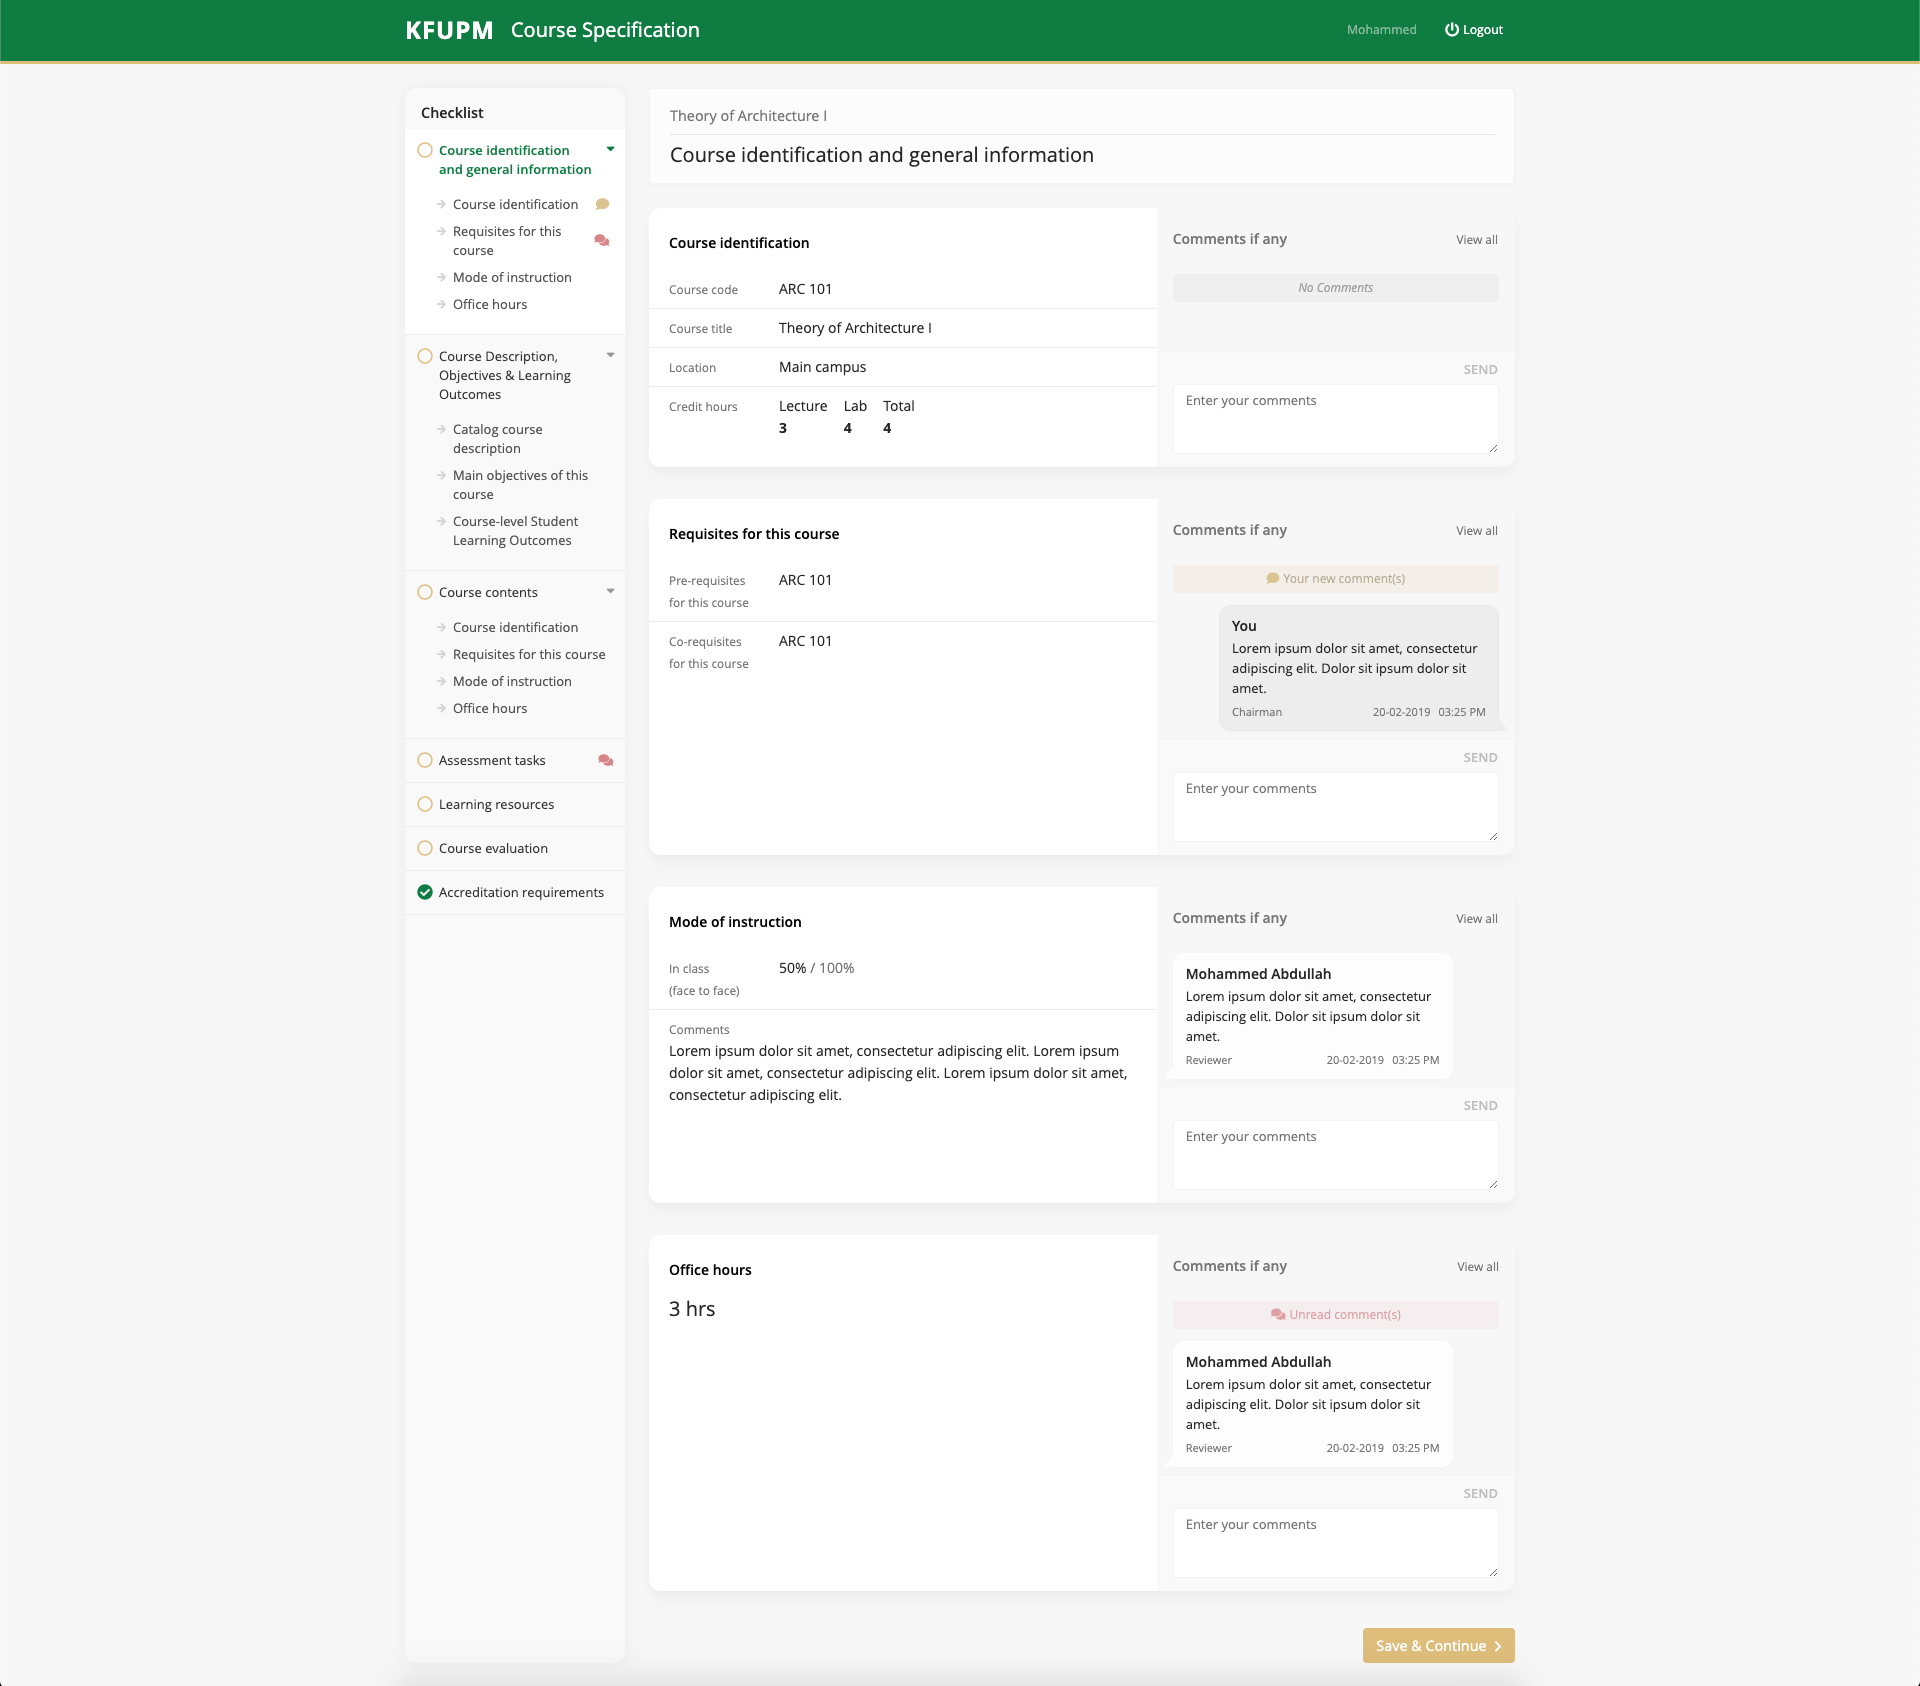 KFUPM Course Specification
Mohammed Logout
Checklist
Course identification
and general information
Course identification
Requisites for this
course
Mode of instruction
Office hours
Course Description,
Objectives & Learning
Outcomes
Catalog course
description
Main objectives of this
course
Course-level Student
Learning Outcomes
Course contents
Course identification
Requisites for this course
Mode of instruction
Office hours
Assessment tasks
Learning resources
Course evaluation
Accreditation requirements
Theory of Architecture I
Course identification and general information
Course identification
Course code ARC 101
Course title Theory of Architecture I
Location Main campus
Credit hours Lecture Lab Total
3 4 4
Comments if any View all
No Comments
SEND
Enter your comments
Requisites for this course
Pre-requisites ARC 101
for this course
Co-requisites ARC 101
for this course
Comments if any View all
Your new comment(s)
You
Lorem ipsum dolor sit amet, consectetur
adipiscing elit. Dolor sit ipsum dolor sit
amet.
Chairman 20-02-2019 03:25 PM
SEND
Enter your comments
Mode of instruction
In class 50% / 100%
(face to face)
Comments
Lorem ipsum dolor sit amet, consectetur adipiscing elit. Lorem ipsum
dolor sit amet, consectetur adipiscing elit. Lorem ipsum dolor sit amet,
consectetur adipiscing elit.
Comments if any View all
Mohammed Abdullah
Lorem ipsum dolor sit amet, consectetur
adipiscing elit. Dolor sit ipsum dolor sit
amet.
Reviewer 20-02-2019 03:25 PM
SEND
Enter your comments
Office hours
3 hrs
Comments if any View all
Unread comment(s)
Mohammed Abdullah
Lorem ipsum dolor sit amet, consectetur
adipiscing elit. Dolor sit ipsum dolor sit
amet.
Reviewer 20-02-2019 03:25 PM
SEND
Enter your comments
Save & Continue